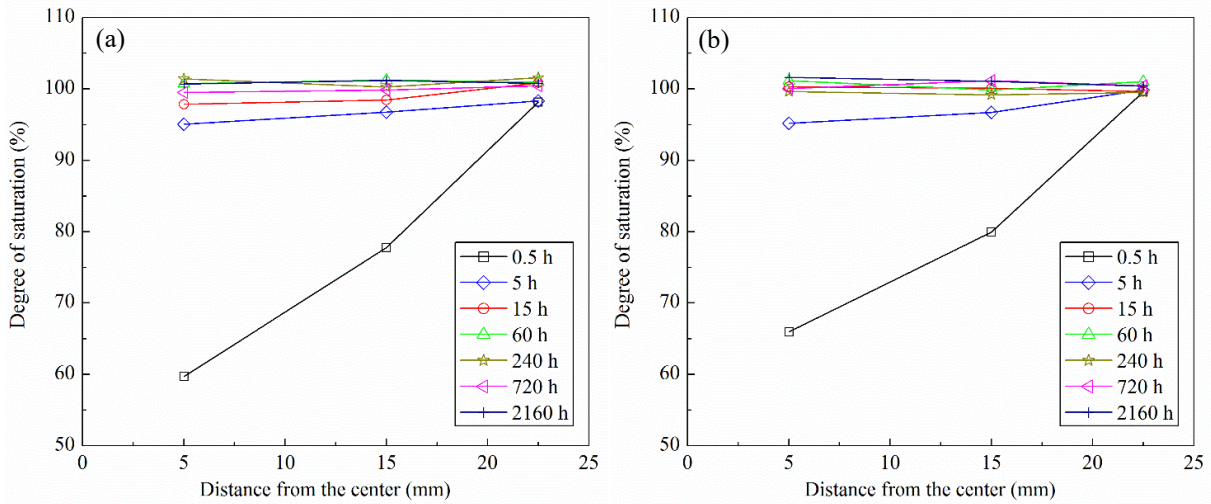 (a)
Degree of saturation (%)
110
100
90
80
70
60
50
0.5 h
5 h
15 h
60 h
240 h
720 h
2160 h
0 5 10 15 20 25
Distance from the center (mm)
(b)
Degree of saturation (%)
110
100
90
80
70
60
50
0.5 h
5 h
15 h
60 h
240 h
720 h
2160 h
0 5 10 15 20 25
Distance from the center (mm)